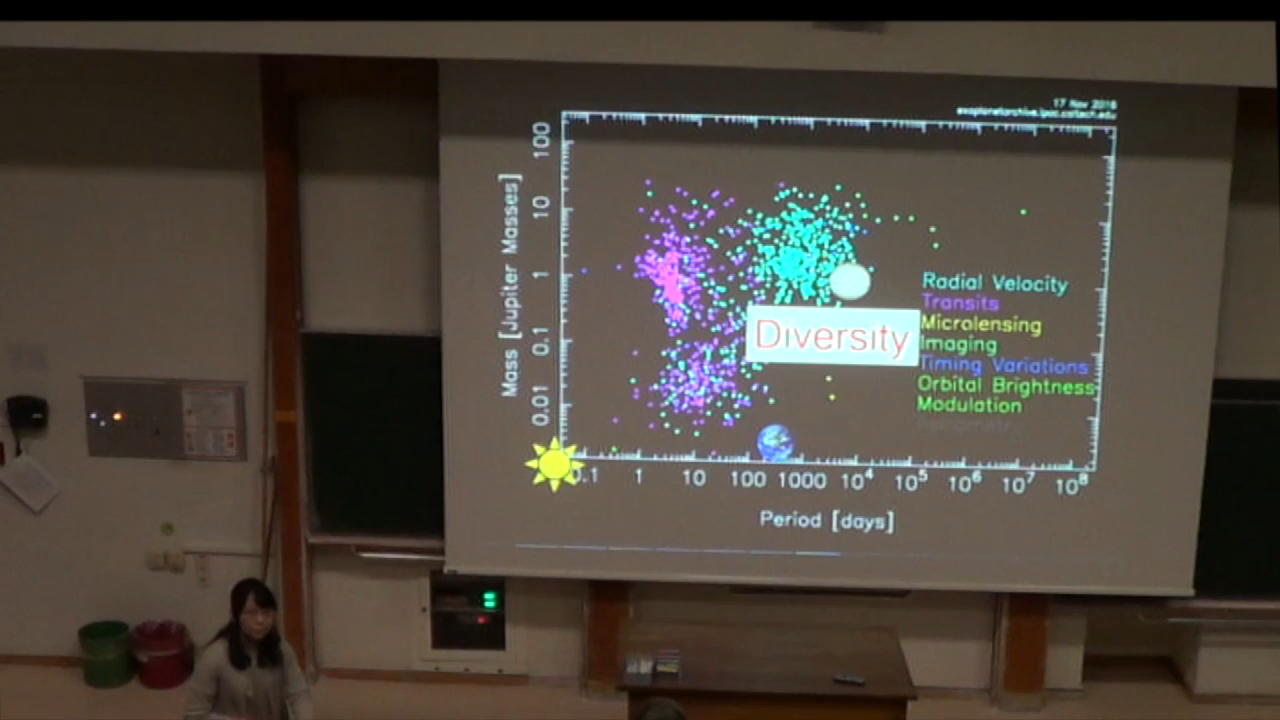 17 Nov 2016
exoplanetarchive.ipac.caltech.edu
100
10
1
0.1
0.01
Mass [Jupiter Masses]
Radial Velocity
Transits
Microlensing
Imaging
Timing Variations
Orbital Brightness
Modulation
Astrometry
Diversity
0.1 1 10 100 1000 10⁴ 10⁵ 10⁶ 10⁷ 10⁸
Period [days]